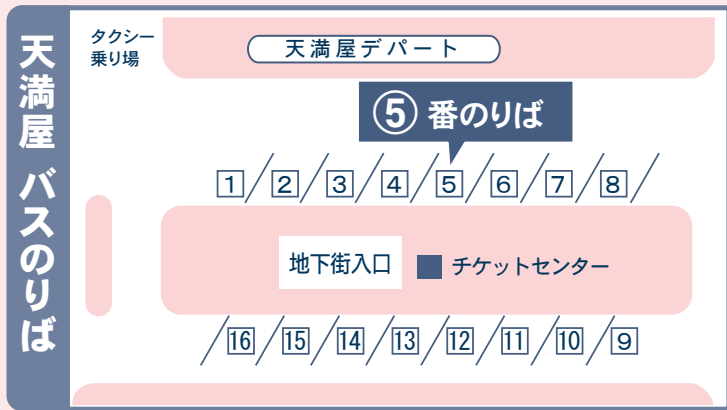 天満屋 バスのりば
タクシー
乗り場
天満屋デパート
⑤ 番のりば
1 2 3 4 5 6 7 8
地下街入口
チケットセンター
16 15 14 13 12 11 10 9